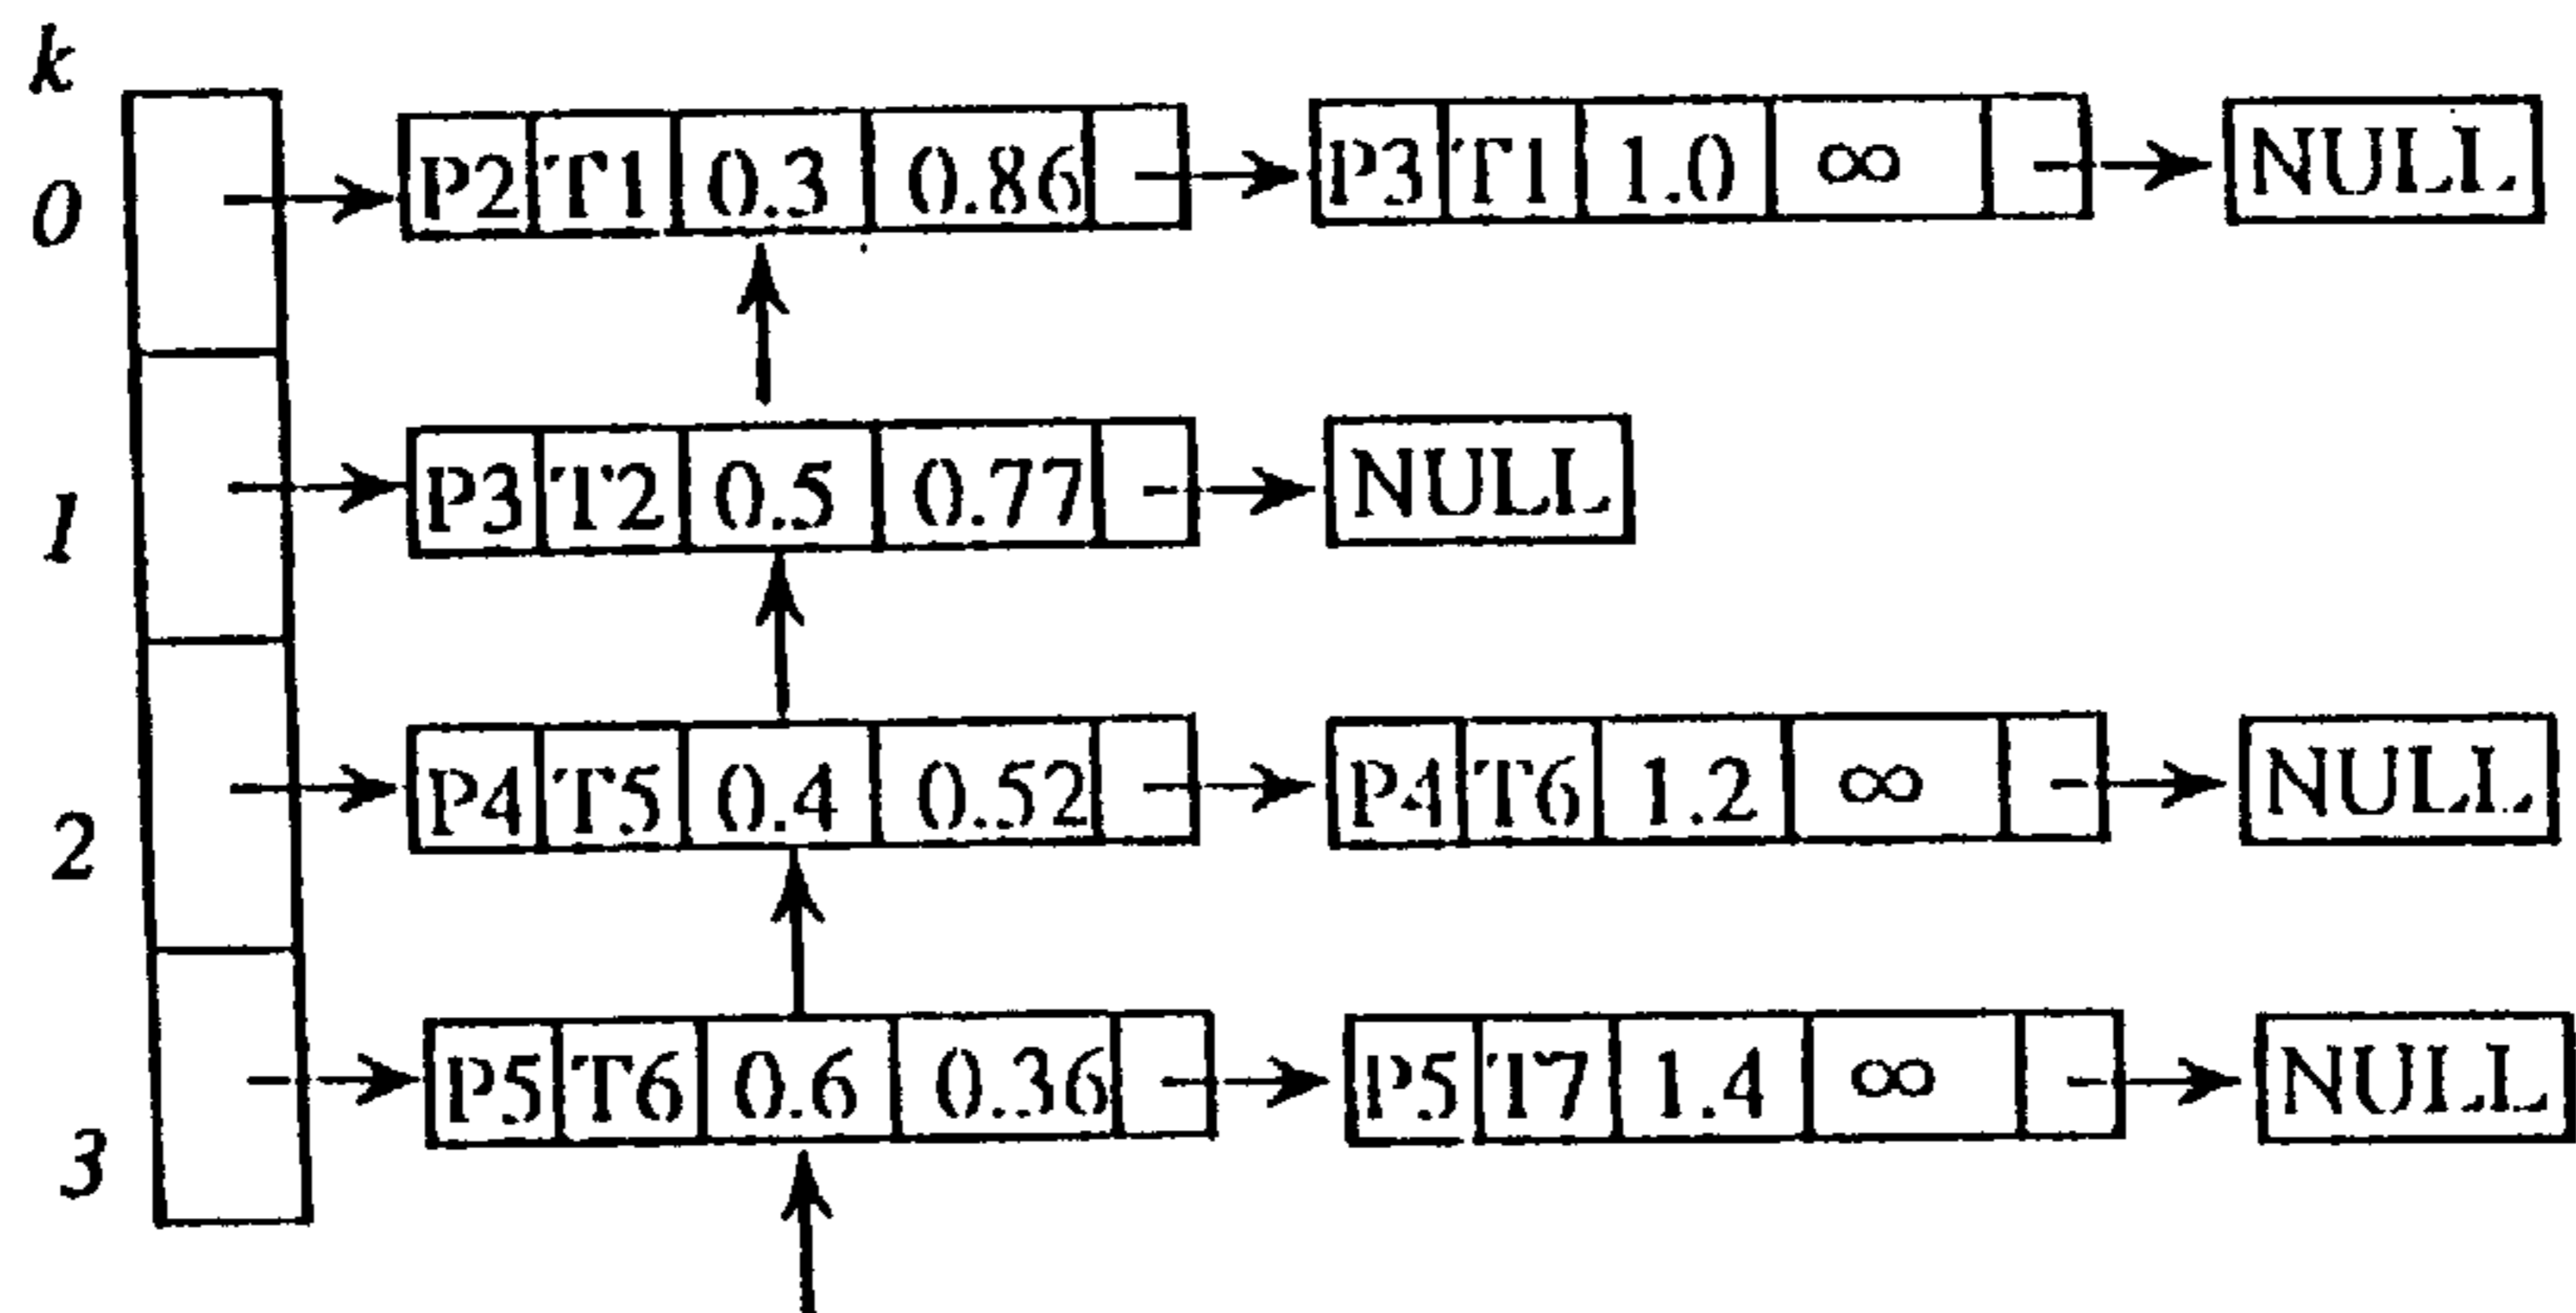 k
0 P2 T1 0.3 0.86 P3 T1 1.0 ∞ NULL
1 P3 T2 0.5 0.77 NULL
2 P4 T5 0.4 0.52 P4 T6 1.2 ∞ NULL
3 P5 T6 0.6 0.36 P5 T7 1.4 ∞ NULL